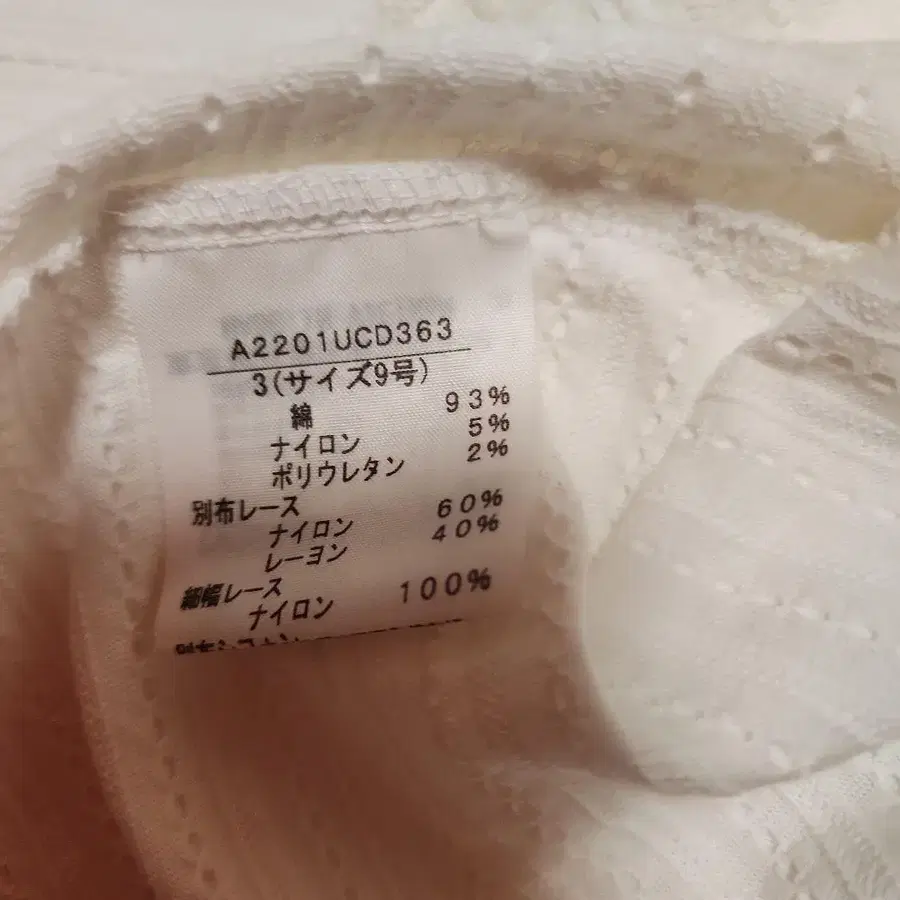 A2201UCD363
3(サイズ9号)
綿 93%
ナイロン 5%
ポリウレタン 2%
別布レース
ナイロン 60%
レーヨン 40%
細幅レース
ナイロン 100%